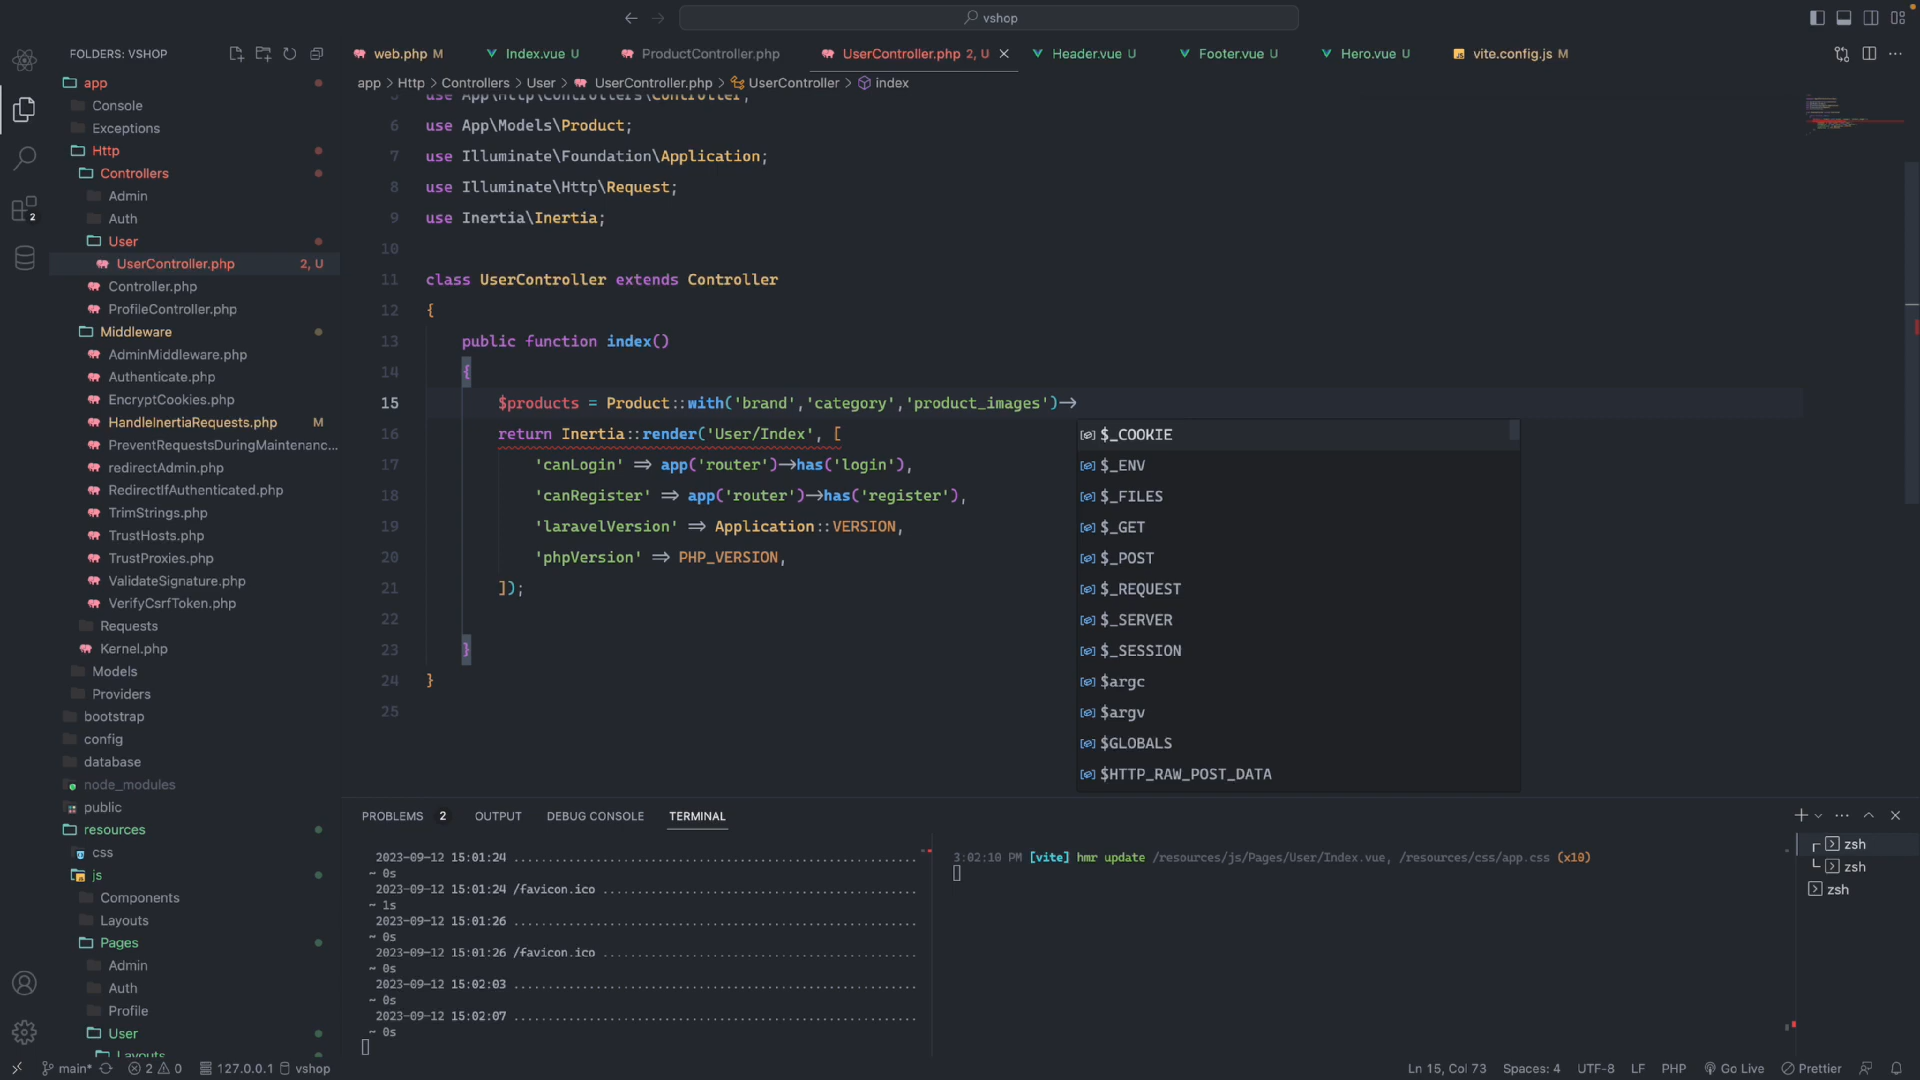 vshop
FOLDERS: VSHOP
web.php M
Index.vue U
ProductController.php
UserController.php 2, U
Header.vue U
Footer.vue U
Hero.vue U
vite.config.js M
app > Http > Controllers > User > UserController.php > UserController > index
app
Console
Exceptions
Http
Controllers
Admin
Auth
User
UserController.php 2, U
Controller.php
ProfileController.php
Middleware
AdminMiddleware.php
Authenticate.php
EncryptCookies.php
HandleInertiaRequests.php M
PreventRequestsDuringMaintenanc...
redirectAdmin.php
RedirectIfAuthenticated.php
TrimStrings.php
TrustHosts.php
TrustProxies.php
ValidateSignature.php
VerifyCsrfToken.php
Requests
Kernel.php
Models
Providers
bootstrap
config
database
node_modules
public
resources
css
js
Components
Layouts
Pages
Admin
Auth
Profile
User
Layouts
2
5 use App\Http\Controllers\Controller;
6 use App\Models\Product;
7 use Illuminate\Foundation\Application;
8 use Illuminate\Http\Request;
9 use Inertia\Inertia;
10
11 class UserController extends Controller
12 {
13 public function index()
14 {
15 $products = Product::with('brand','category','product_images')->
16 return Inertia::render('User/Index', [
17 'canLogin' => app('router')->has('login'),
18 'canRegister' => app('router')->has('register'),
19 'laravelVersion' => Application::VERSION,
20 'phpVersion' => PHP_VERSION,
21 ]);
22
23 }
24 }
25
$_COOKIE
$_ENV
$_FILES
$_GET
$_POST
$_REQUEST
$_SERVER
$_SESSION
$argc
$argv
$GLOBALS
$HTTP_RAW_POST_DATA
PROBLEMS 2 OUTPUT DEBUG CONSOLE TERMINAL
2023-09-12 15:01:24 ..................................................
~ 0s
2023-09-12 15:01:24 /favicon.ico .......................................
~ 1s
2023-09-12 15:01:26 ..................................................
~ 0s
2023-09-12 15:01:26 /favicon.ico .......................................
~ 0s
2023-09-12 15:02:03 ..................................................
~ 0s
2023-09-12 15:02:07 ..................................................
~ 0s
3:02:10 PM [vite] hmr update /resources/js/Pages/User/Index.vue, /resources/css/app.css (x10)
zsh
zsh
zsh
main* 2 0 127.0.0.1 vshop Ln 15, Col 73 Spaces: 4 UTF-8 LF PHP Go Live Prettier